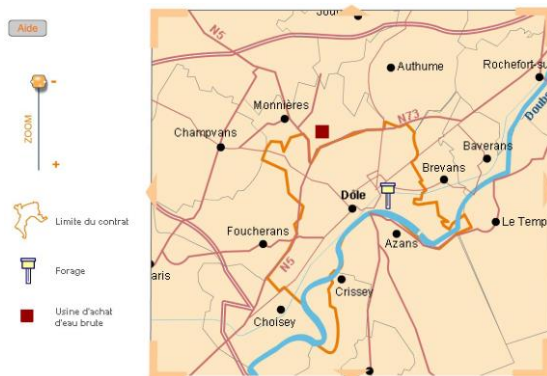 Aide
ZOOM
Limite du contrat
Forage
Usine d'achat
d'eau brute
N5
Authume
Rochefort-su
Monnières
N73
Doubs
Champvans
Baverans
Brevans
Dôle
Le Temp
Foucherans
Azans
aris
N5
Crissey
Choisey